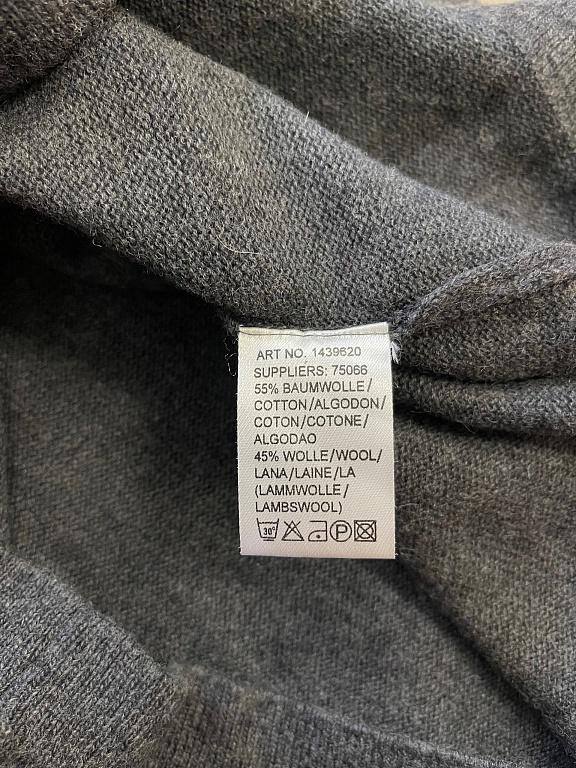 ART NO. 1439620
SUPPLIERS: 75066
55% BAUMWOLLE/
COTTON/ALGODON/
COTON/COTONE/
ALGODAO
45% WOLLE/WOOL/
LANA/LAINE/LA
(LAMMWOLLE/
LAMBSWOOL)
30° P